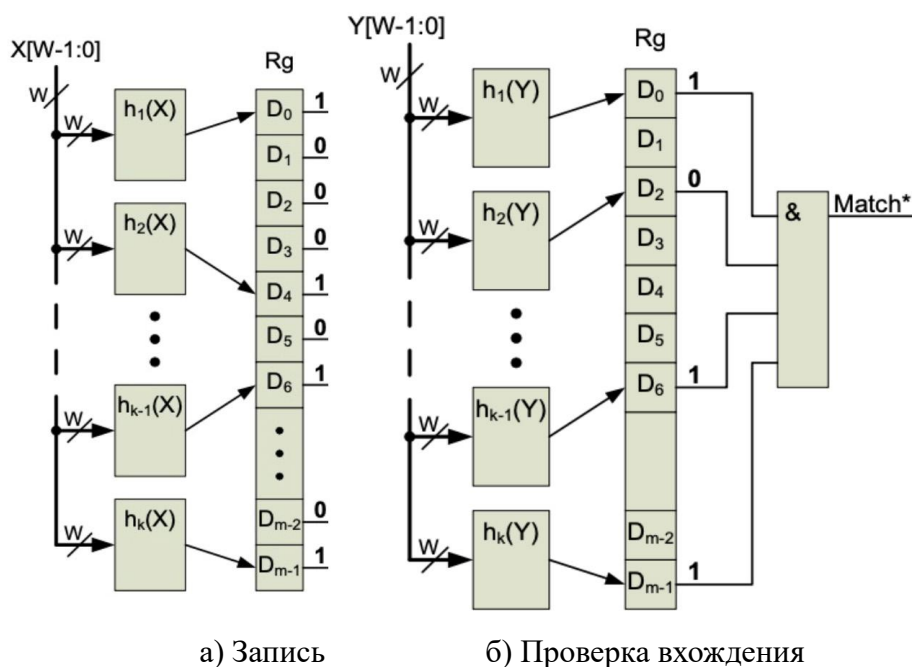 X[W-1:0]
W
Rg
W
h₁(X)
D₀
1
D₁
0
D₂
0
W
h₂(X)
D₃
0
D₄
1
D₅
0
W
hₖ₋₁(X)
D₆
1
W
hₖ(X)
Dₘ₋₂
0
Dₘ₋₁
1
а) Запись
Y[W-1:0]
W
Rg
W
h₁(Y)
D₀
1
D₁
W
h₂(Y)
D₂
0
D₃
D₄
D₅
W
hₖ₋₁(Y)
D₆
1
W
hₖ(Y)
Dₘ₋₂
Dₘ₋₁
1
&
Match*
б) Проверка вхождения